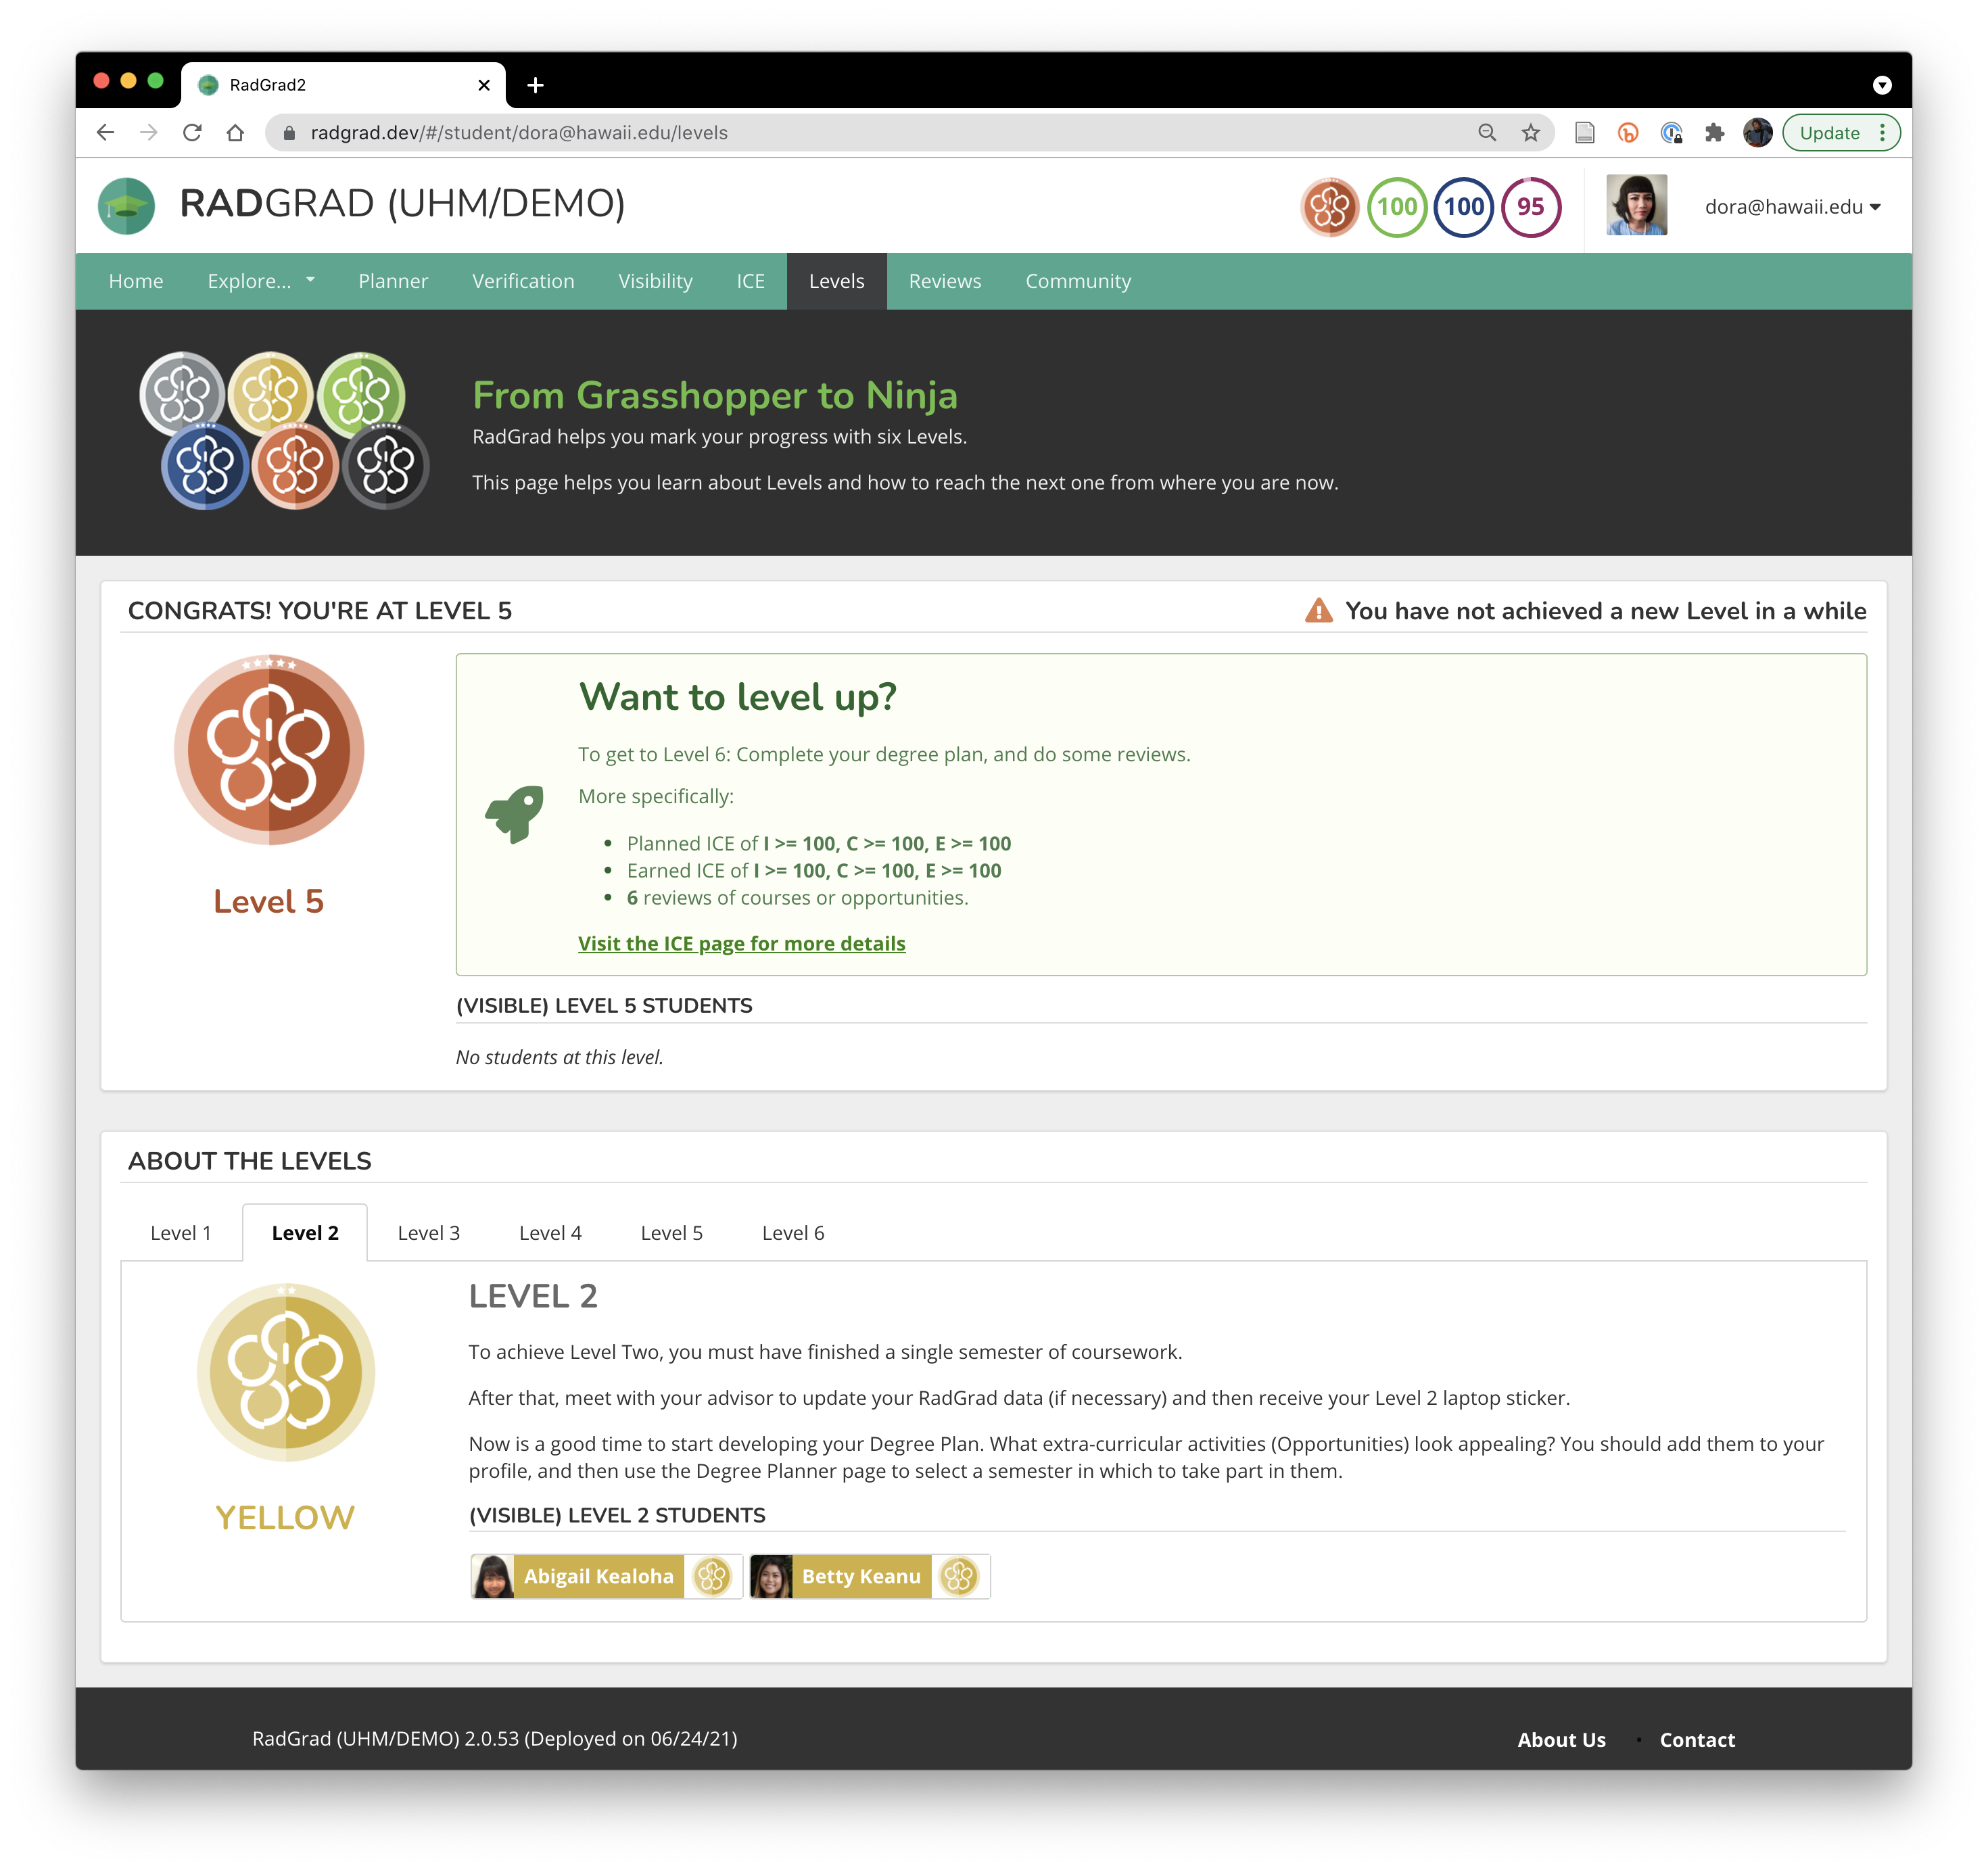 RadGrad2
radgrad.dev/#/student/dora@hawaii.edu/levels
Update
RADGRAD (UHM/DEMO)
100
100
95
dora@hawaii.edu
Home
Explore...
Planner
Verification
Visibility
ICE
Levels
Reviews
Community
From Grasshopper to Ninja
RadGrad helps you mark your progress with six Levels.
This page helps you learn about Levels and how to reach the next one from where you are now.
CONGRATS! YOU'RE AT LEVEL 5
You have not achieved a new Level in a while
Level 5
Want to level up?
To get to Level 6: Complete your degree plan, and do some reviews.
More specifically:
• Planned ICE of I >= 100, C >= 100, E >= 100
• Earned ICE of I >= 100, C >= 100, E >= 100
• 6 reviews of courses or opportunities.
Visit the ICE page for more details
(VISIBLE) LEVEL 5 STUDENTS
No students at this level.
ABOUT THE LEVELS
Level 1
Level 2
Level 3
Level 4
Level 5
Level 6
YELLOW
LEVEL 2
To achieve Level Two, you must have finished a single semester of coursework.
After that, meet with your advisor to update your RadGrad data (if necessary) and then receive your Level 2 laptop sticker.
Now is a good time to start developing your Degree Plan. What extra-curricular activities (Opportunities) look appealing? You should add them to your
profile, and then use the Degree Planner page to select a semester in which to take part in them.
(VISIBLE) LEVEL 2 STUDENTS
Abigail Kealoha
Betty Keanu
RadGrad (UHM/DEMO) 2.0.53 (Deployed on 06/24/21)
About Us
Contact